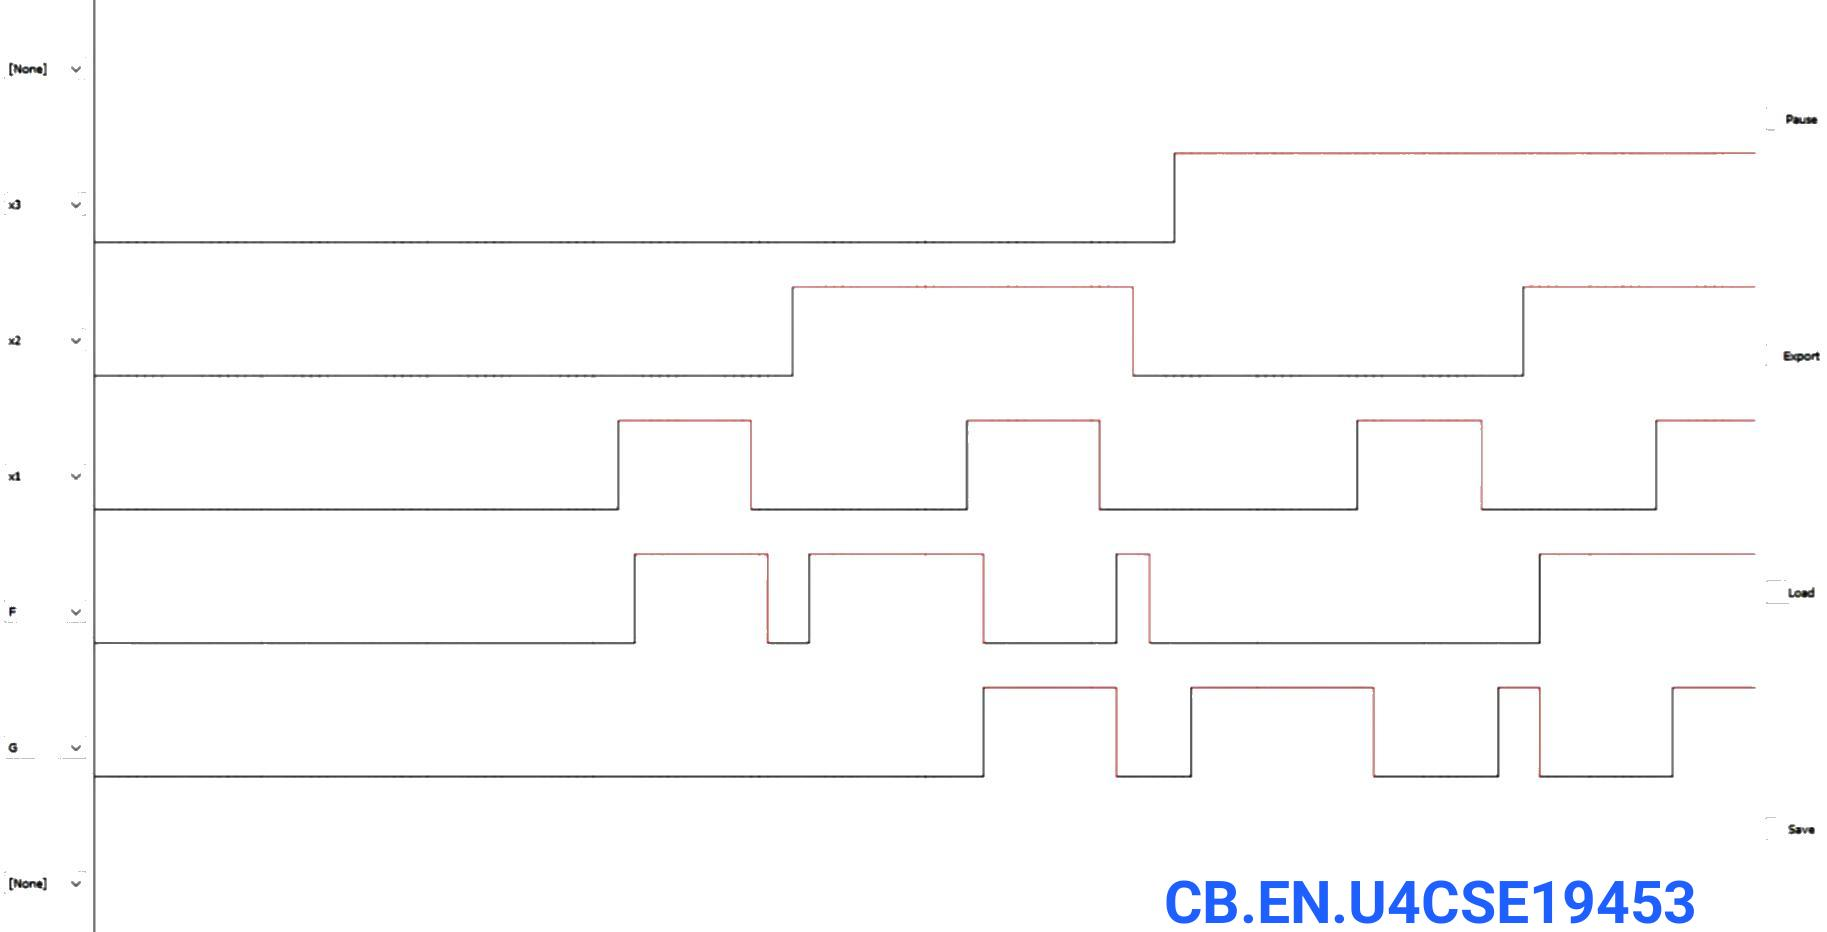 [None]
Pause
x3
x2
Export
x1
Load
F
G
Save
[None]
CB.EN.U4CSE19453